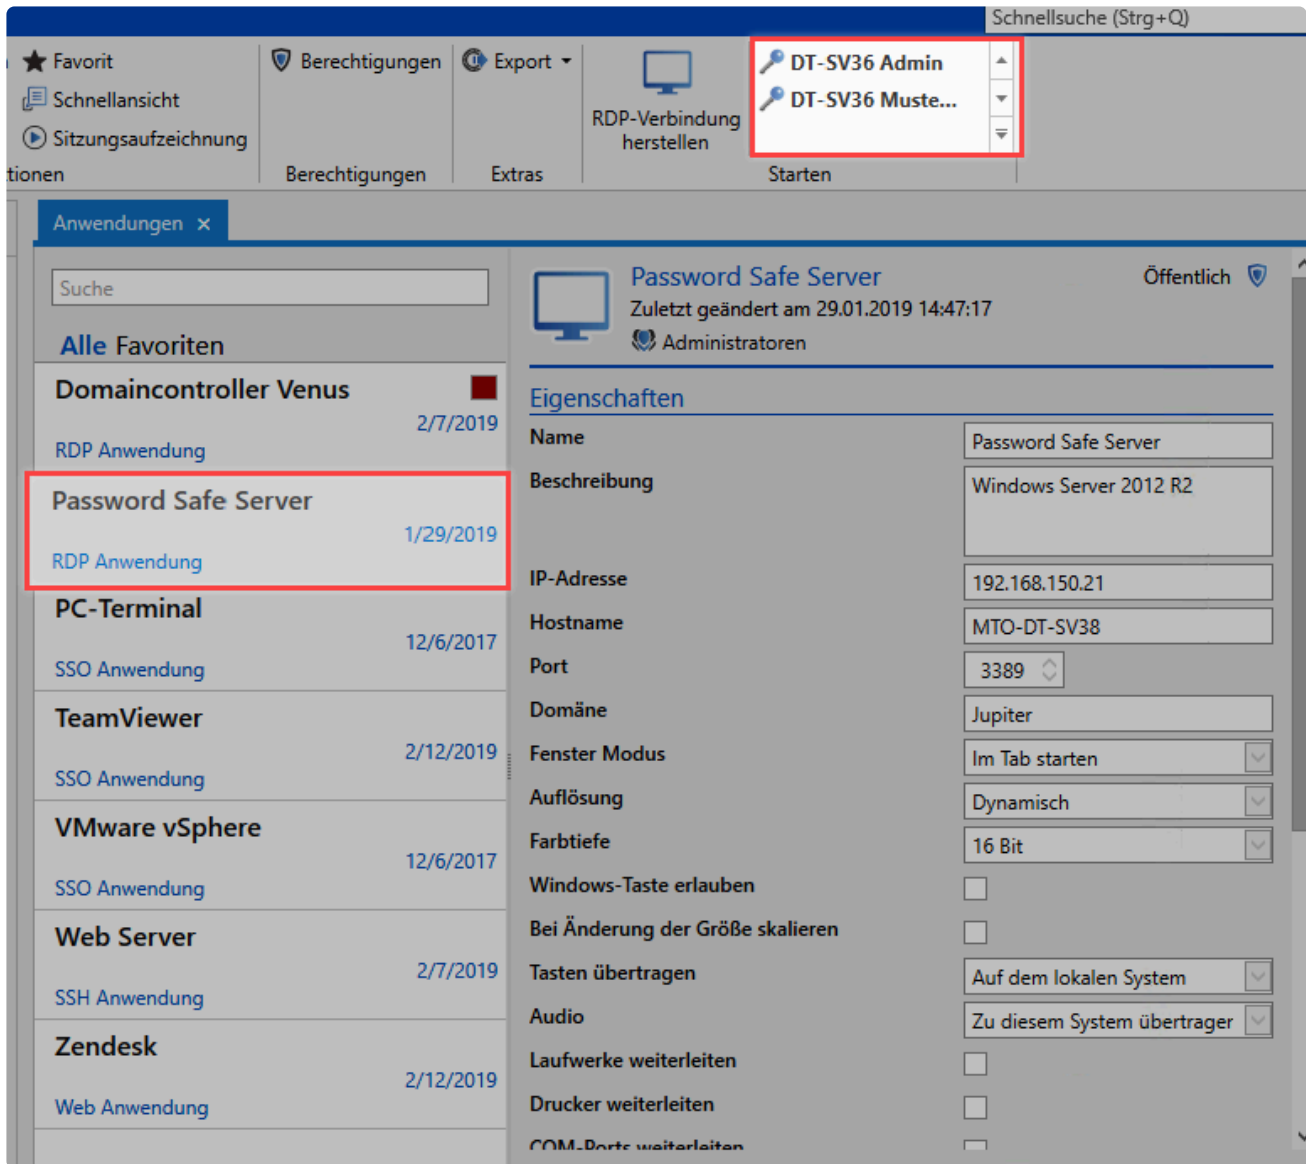 Schnellsuche (Strg+Q)
Favorit
Schnellansicht
Sitzungsaufzeichnung
tionen
Berechtigungen
Berechtigungen
Export
Extras
RDP-Verbindung
herstellen
DT-SV36 Admin
DT-SV36 Muste...
Starten
Anwendungen x
Suche
Alle Favoriten
Domaincontroller Venus
2/7/2019
RDP Anwendung
Password Safe Server
1/29/2019
RDP Anwendung
PC-Terminal
12/6/2017
SSO Anwendung
TeamViewer
2/12/2019
SSO Anwendung
VMware vSphere
12/6/2017
SSO Anwendung
Web Server
2/7/2019
SSH Anwendung
Zendesk
2/12/2019
Web Anwendung
Password Safe Server
Öffentlich
Zuletzt geändert am 29.01.2019 14:47:17
Administratoren
Eigenschaften
Name Password Safe Server
Beschreibung Windows Server 2012 R2
IP-Adresse 192.168.150.21
Hostname MTO-DT-SV38
Port 3389
Domäne Jupiter
Fenster Modus Im Tab starten
Auflösung Dynamisch
Farbtiefe 16 Bit
Windows-Taste erlauben
Bei Änderung der Größe skalieren
Tasten übertragen Auf dem lokalen System
Audio Zu diesem System übertrager
Laufwerke weiterleiten
Drucker weiterleiten
COM-Ports weiterleiten